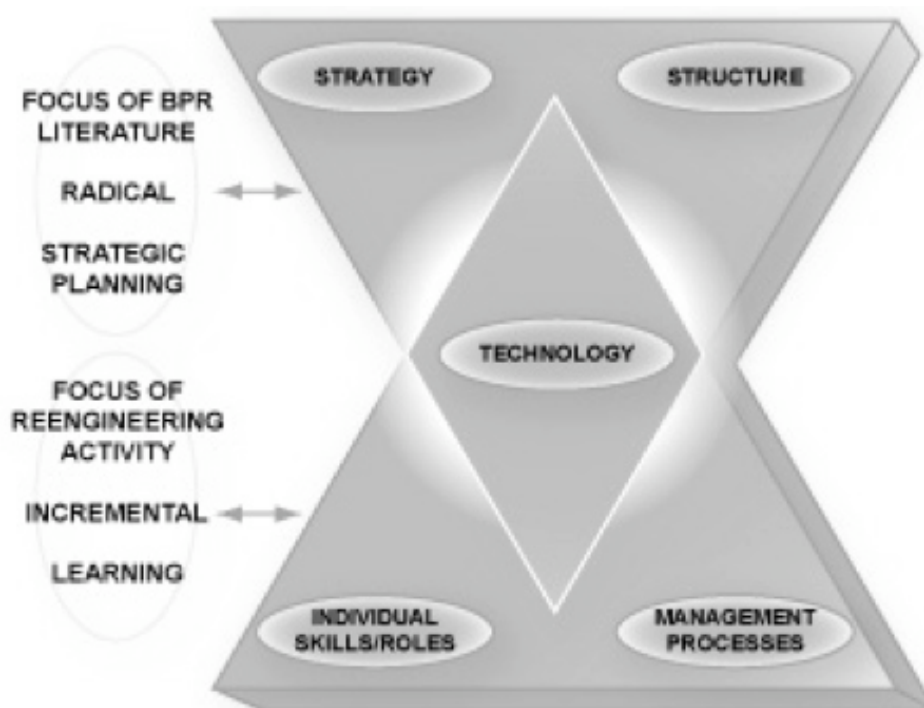 STRATEGY
STRUCTURE
FOCUS OF BPR
LITERATURE
RADICAL
STRATEGIC
PLANNING
TECHNOLOGY
FOCUS OF
REENGINEERING
ACTIVITY
INCREMENTAL
LEARNING
INDIVIDUAL
SKILLS/ROLES
MANAGEMENT
PROCESSES